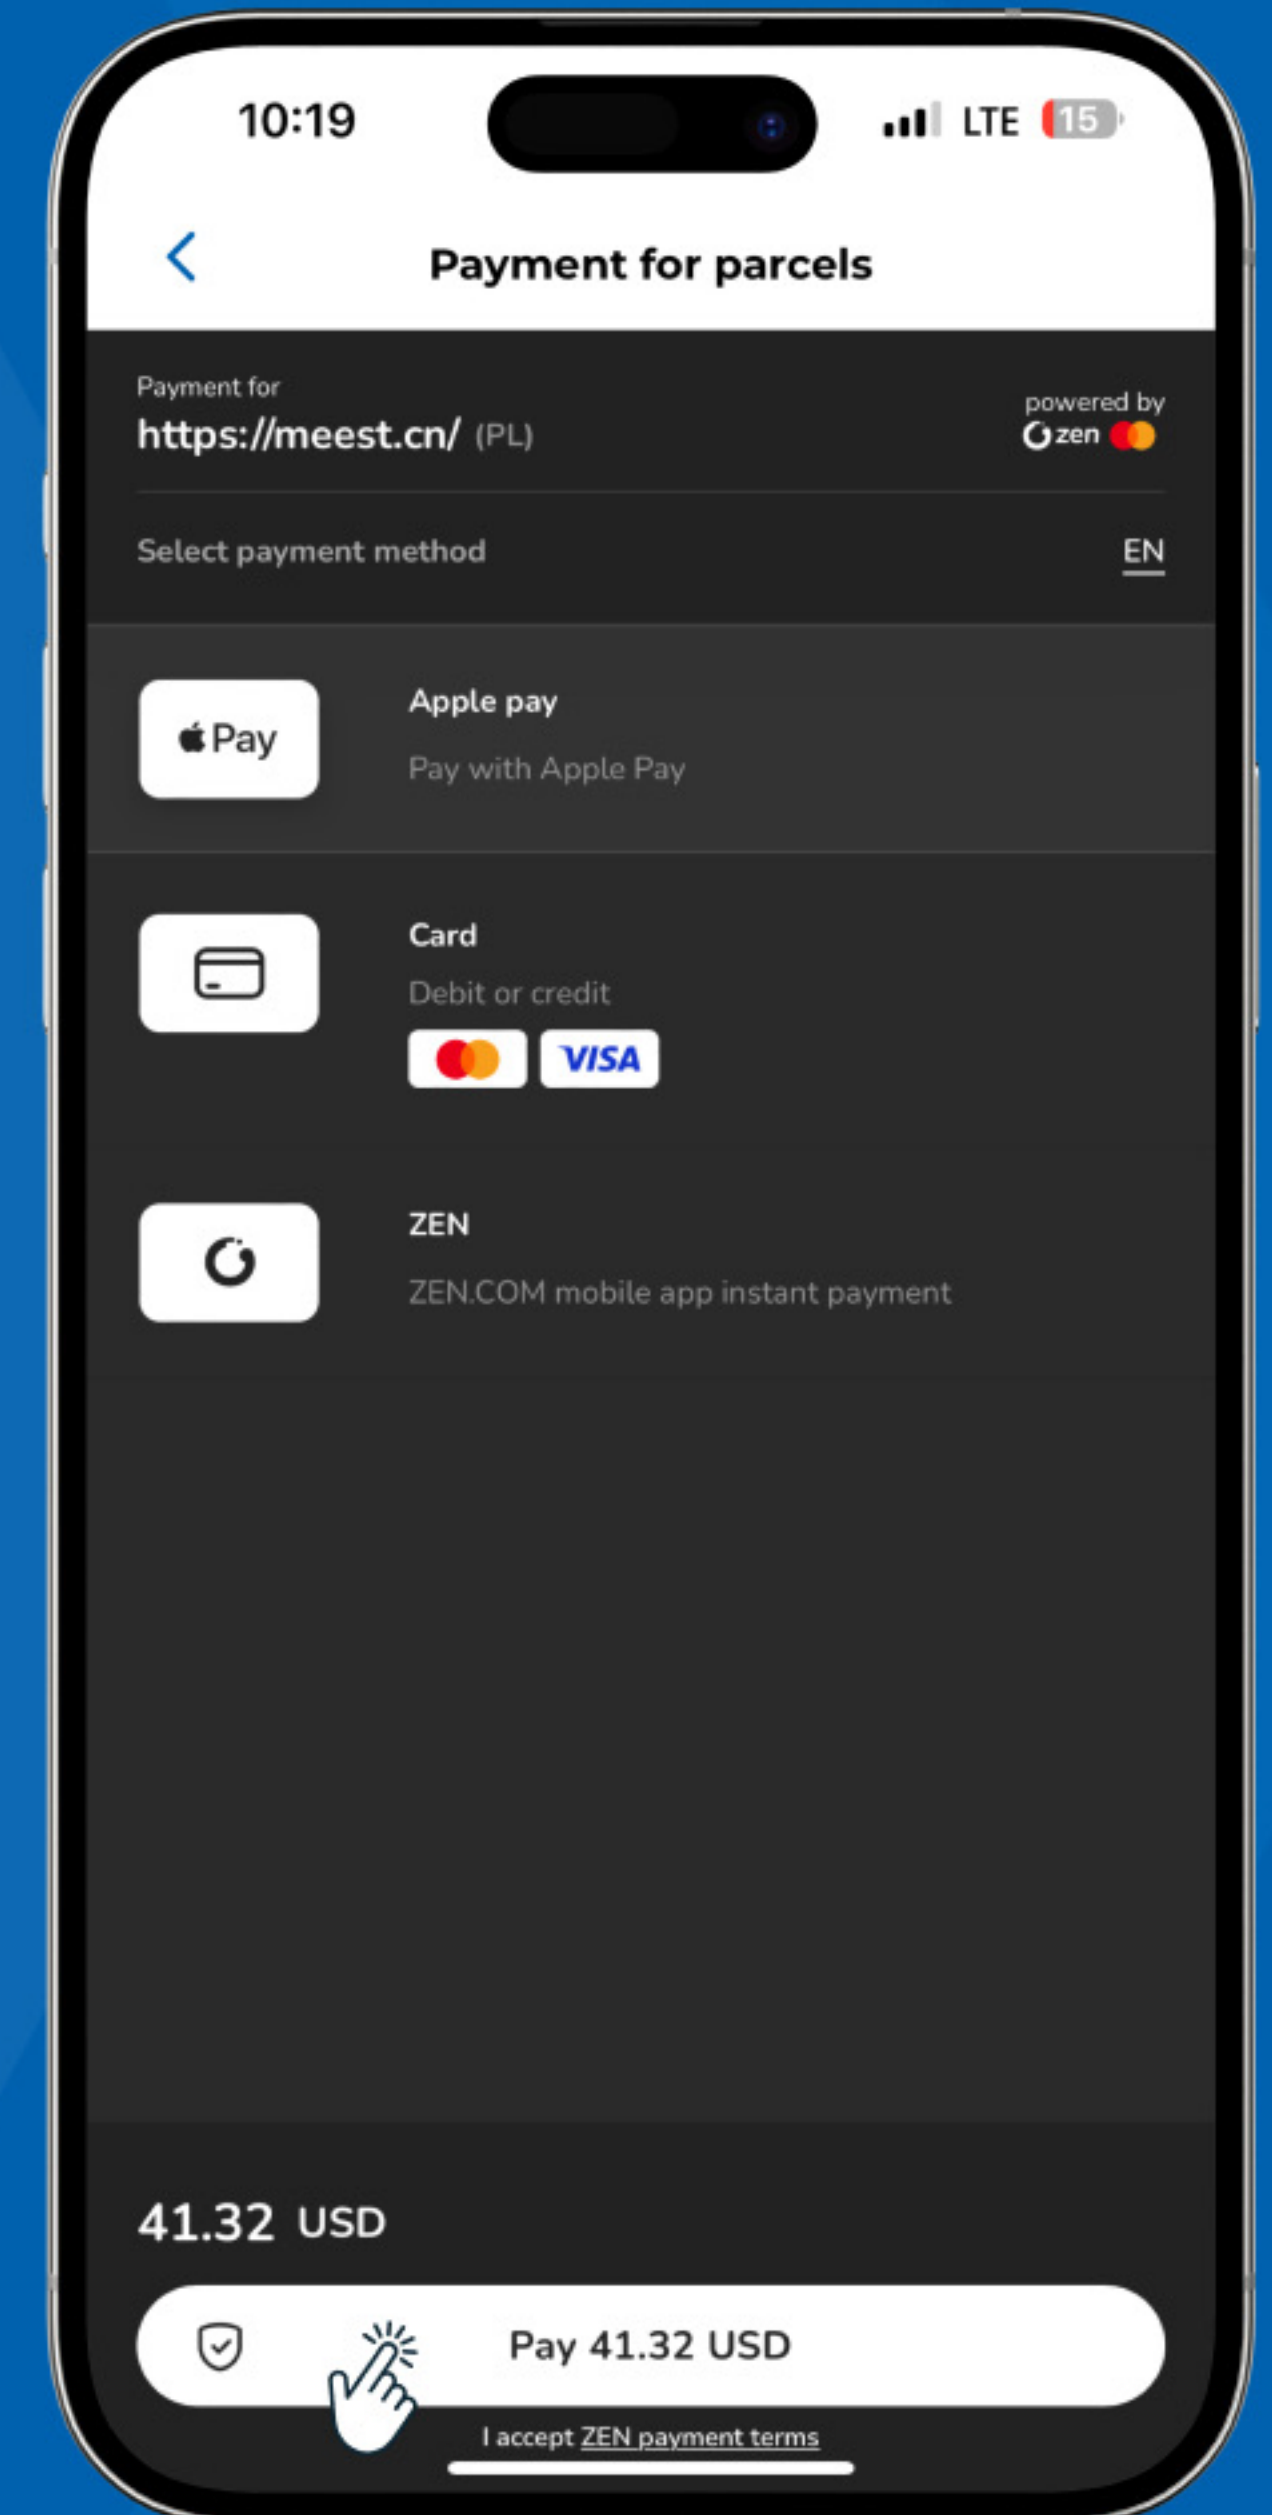 10:19 LTE 15
Payment for parcels
Payment for
https://meest.cn/ (PL)
powered by
zen
Select payment method EN
Pay
Apple pay
Pay with Apple Pay
Card
Debit or credit
VISA
ZEN
ZEN.COM mobile app instant payment
41.32 USD
Pay 41.32 USD
I accept ZEN payment terms